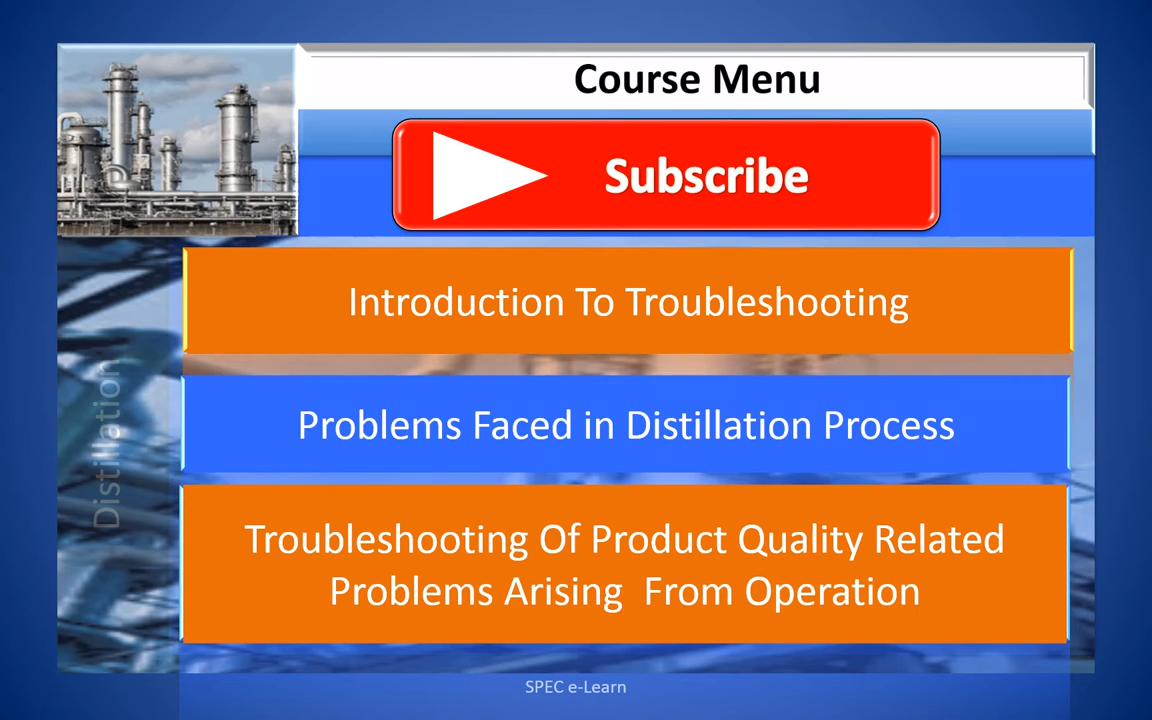 Course Menu
Subscribe
Introduction To Troubleshooting
Problems Faced in Distillation Process
Distillation
Troubleshooting Of Product Quality Related
Problems Arising From Operation
SPEC e-Learn